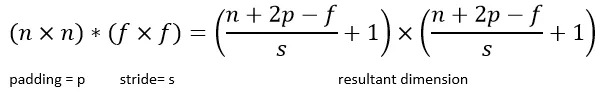 (n × n) * (f × f) = ((n + 2p − f)/s + 1) × ((n + 2p − f)/s + 1)
padding = p stride= s resultant dimension